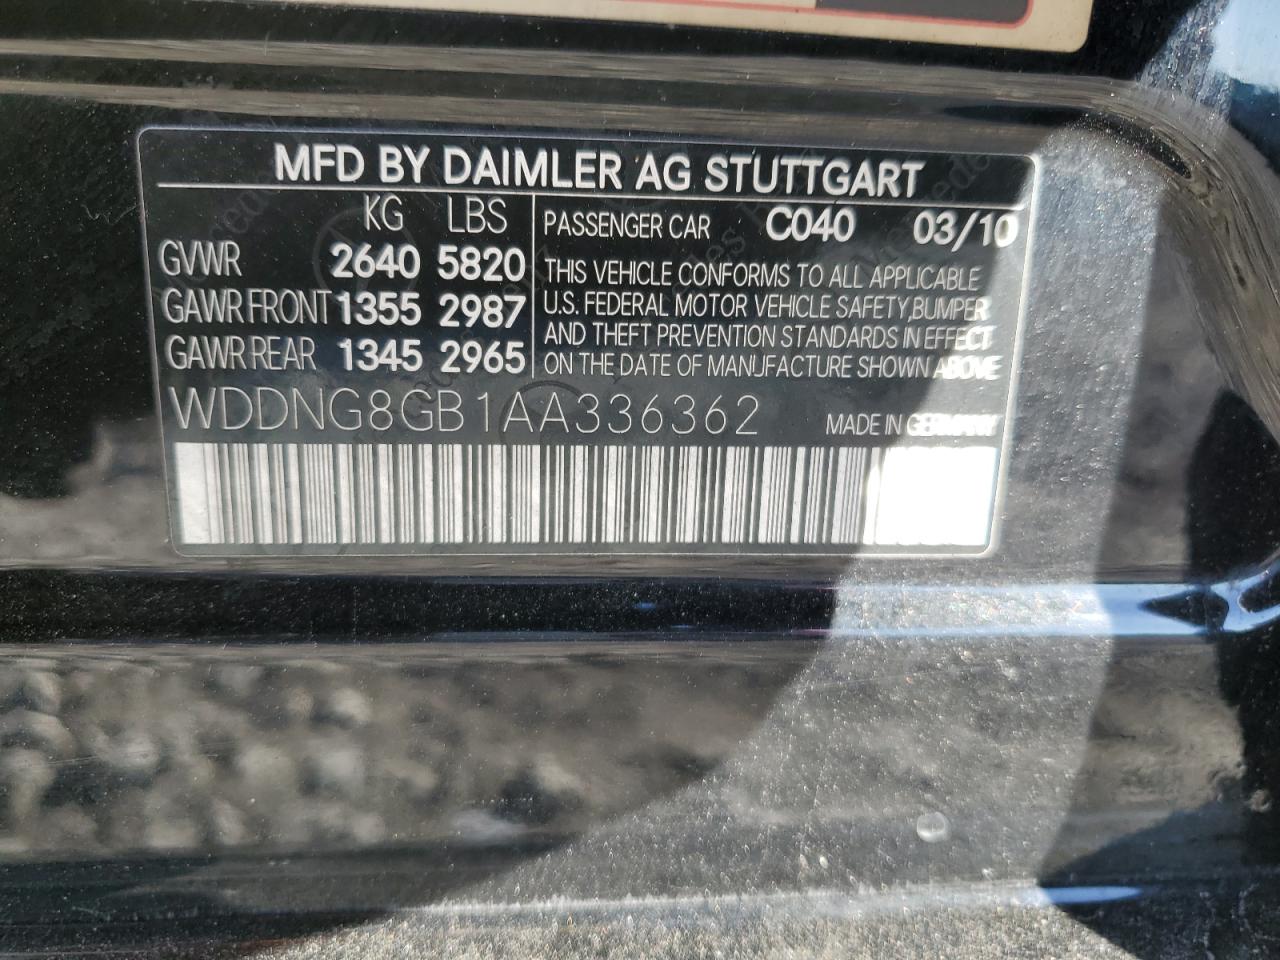 MFD BY DAIMLER AG STUTTGART
KG LBS
GVWR 2640 5820
GAWR FRONT 1355 2987
GAWR REAR 1345 2965
PASSENGER CAR C040 03/10
THIS VEHICLE CONFORMS TO ALL APPLICABLE
U.S. FEDERAL MOTOR VEHICLE SAFETY,BUMPER
AND THEFT PREVENTION STANDARDS IN EFFECT
ON THE DATE OF MANUFACTURE SHOWN ABOVE
WDDNG8GB1AA336362 MADE IN GERMANY